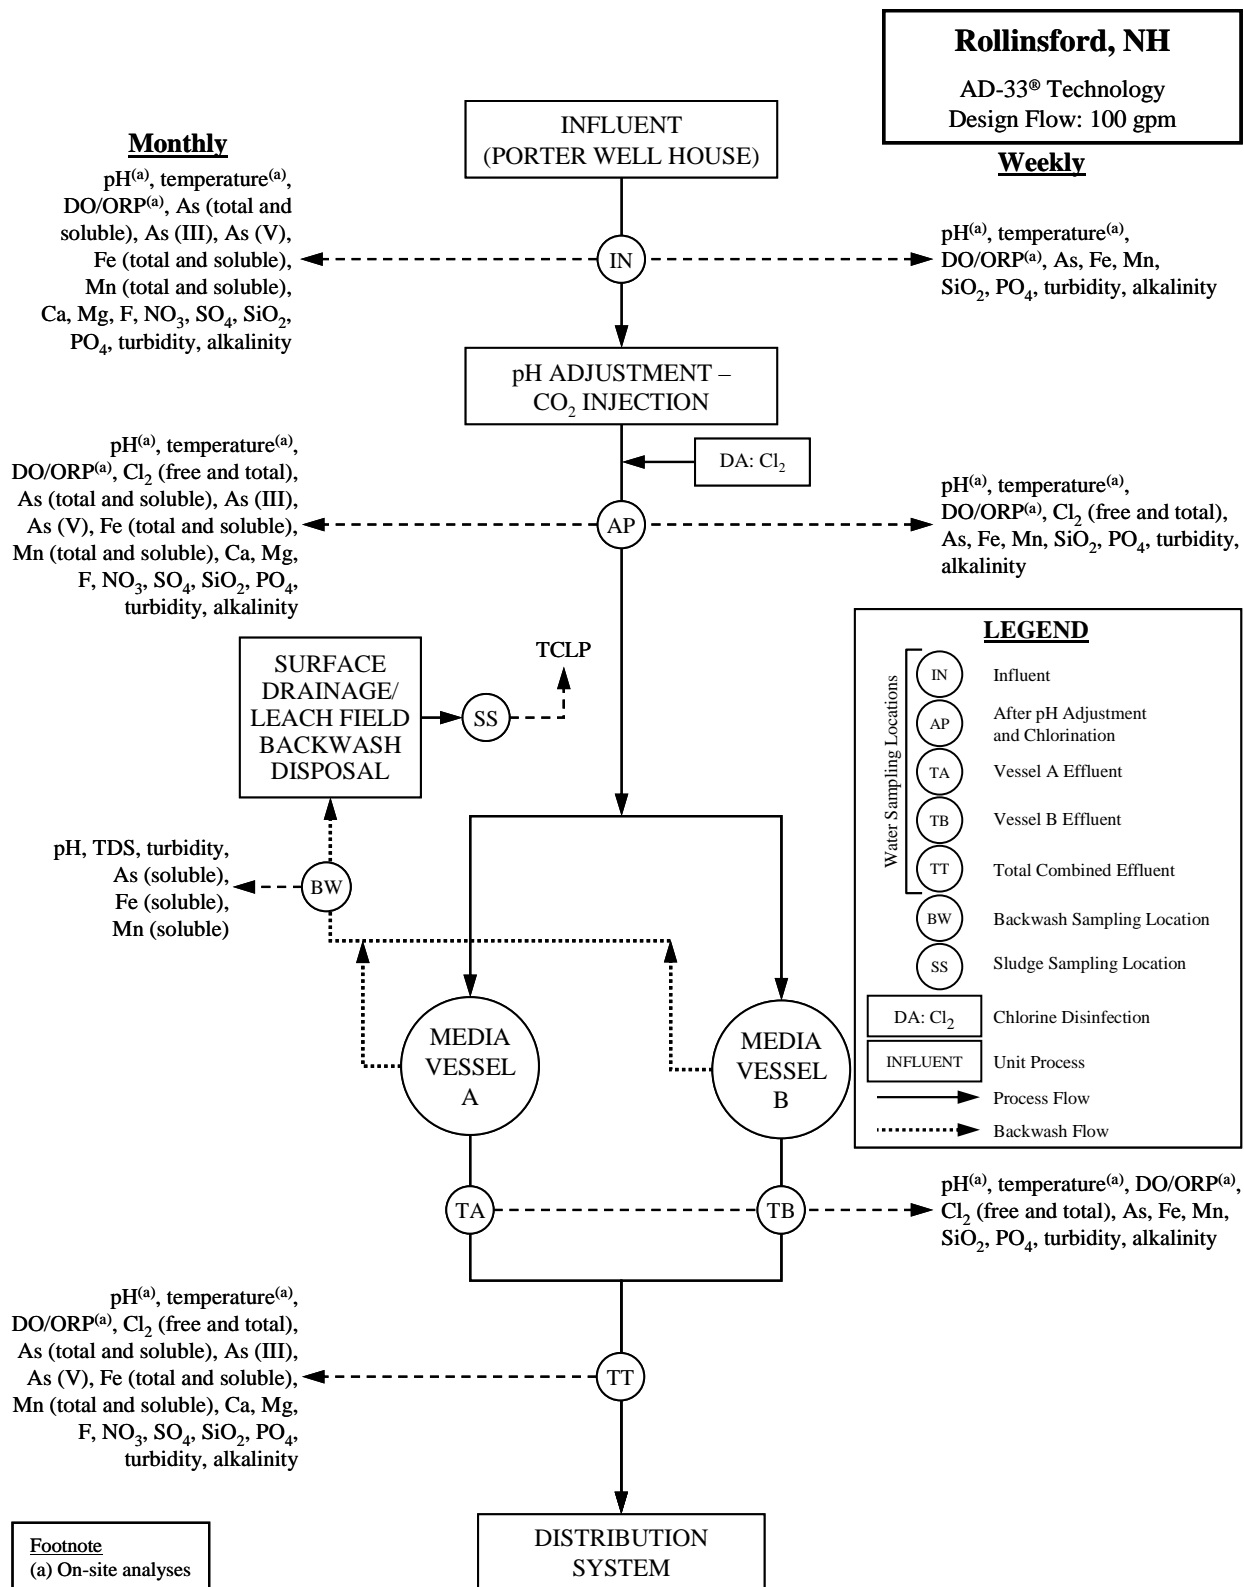 Rollinsford, NH
AD-33® Technology
Design Flow: 100 gpm
INFLUENT
(PORTER WELL HOUSE)
Monthly
pH(a), temperature(a),
DO/ORP(a), As (total and
soluble), As (III), As (V),
Fe (total and soluble),
Mn (total and soluble),
Ca, Mg, F, NO3, SO4, SiO2,
PO4, turbidity, alkalinity
IN
Weekly
pH(a), temperature(a),
DO/ORP(a), As, Fe, Mn,
SiO2, PO4, turbidity, alkalinity
pH ADJUSTMENT –
CO2 INJECTION
DA: Cl2
pH(a), temperature(a),
DO/ORP(a), Cl2 (free and total),
As (total and soluble), As (III),
As (V), Fe (total and soluble),
Mn (total and soluble), Ca, Mg,
F, NO3, SO4, SiO2, PO4,
turbidity, alkalinity
AP
pH(a), temperature(a),
DO/ORP(a), Cl2 (free and total),
As, Fe, Mn, SiO2, PO4, turbidity,
alkalinity
SURFACE
DRAINAGE/
LEACH FIELD
BACKWASH
DISPOSAL
SS
TCLP
pH, TDS, turbidity,
As (soluble),
Fe (soluble),
Mn (soluble)
BW
MEDIA
VESSEL
A
MEDIA
VESSEL
B
LEGEND
Water Sampling Locations
IN Influent
AP After pH Adjustment
and Chlorination
TA Vessel A Effluent
TB Vessel B Effluent
TT Total Combined Effluent
BW Backwash Sampling Location
SS Sludge Sampling Location
DA: Cl2 Chlorine Disinfection
INFLUENT Unit Process
Process Flow
Backwash Flow
TA
TB
pH(a), temperature(a), DO/ORP(a),
Cl2 (free and total), As, Fe, Mn,
SiO2, PO4, turbidity, alkalinity
pH(a), temperature(a),
DO/ORP(a), Cl2 (free and total),
As (total and soluble), As (III),
As (V), Fe (total and soluble),
Mn (total and soluble), Ca, Mg,
F, NO3, SO4, SiO2, PO4,
turbidity, alkalinity
TT
DISTRIBUTION
SYSTEM
Footnote
(a) On-site analyses